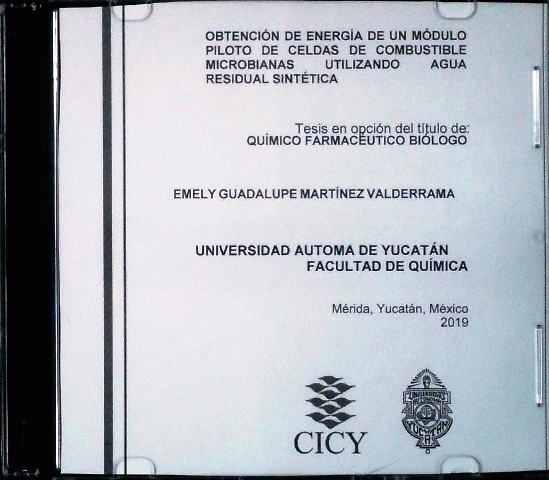 OBTENCIÓN DE ENERGÍA DE UN MÓDULO
PILOTO DE CELDAS DE COMBUSTIBLE
MICROBIANAS UTILIZANDO AGUA
RESIDUAL SINTÉTICA
Tesis en opción del título de:
QUÍMICO FARMACÉUTICO BIÓLOGO
EMELY GUADALUPE MARTÍNEZ VALDERRAMA
UNIVERSIDAD AUTOMA DE YUCATÁN
FACULTAD DE QUÍMICA
Mérida, Yucatán, México
2019
CICY